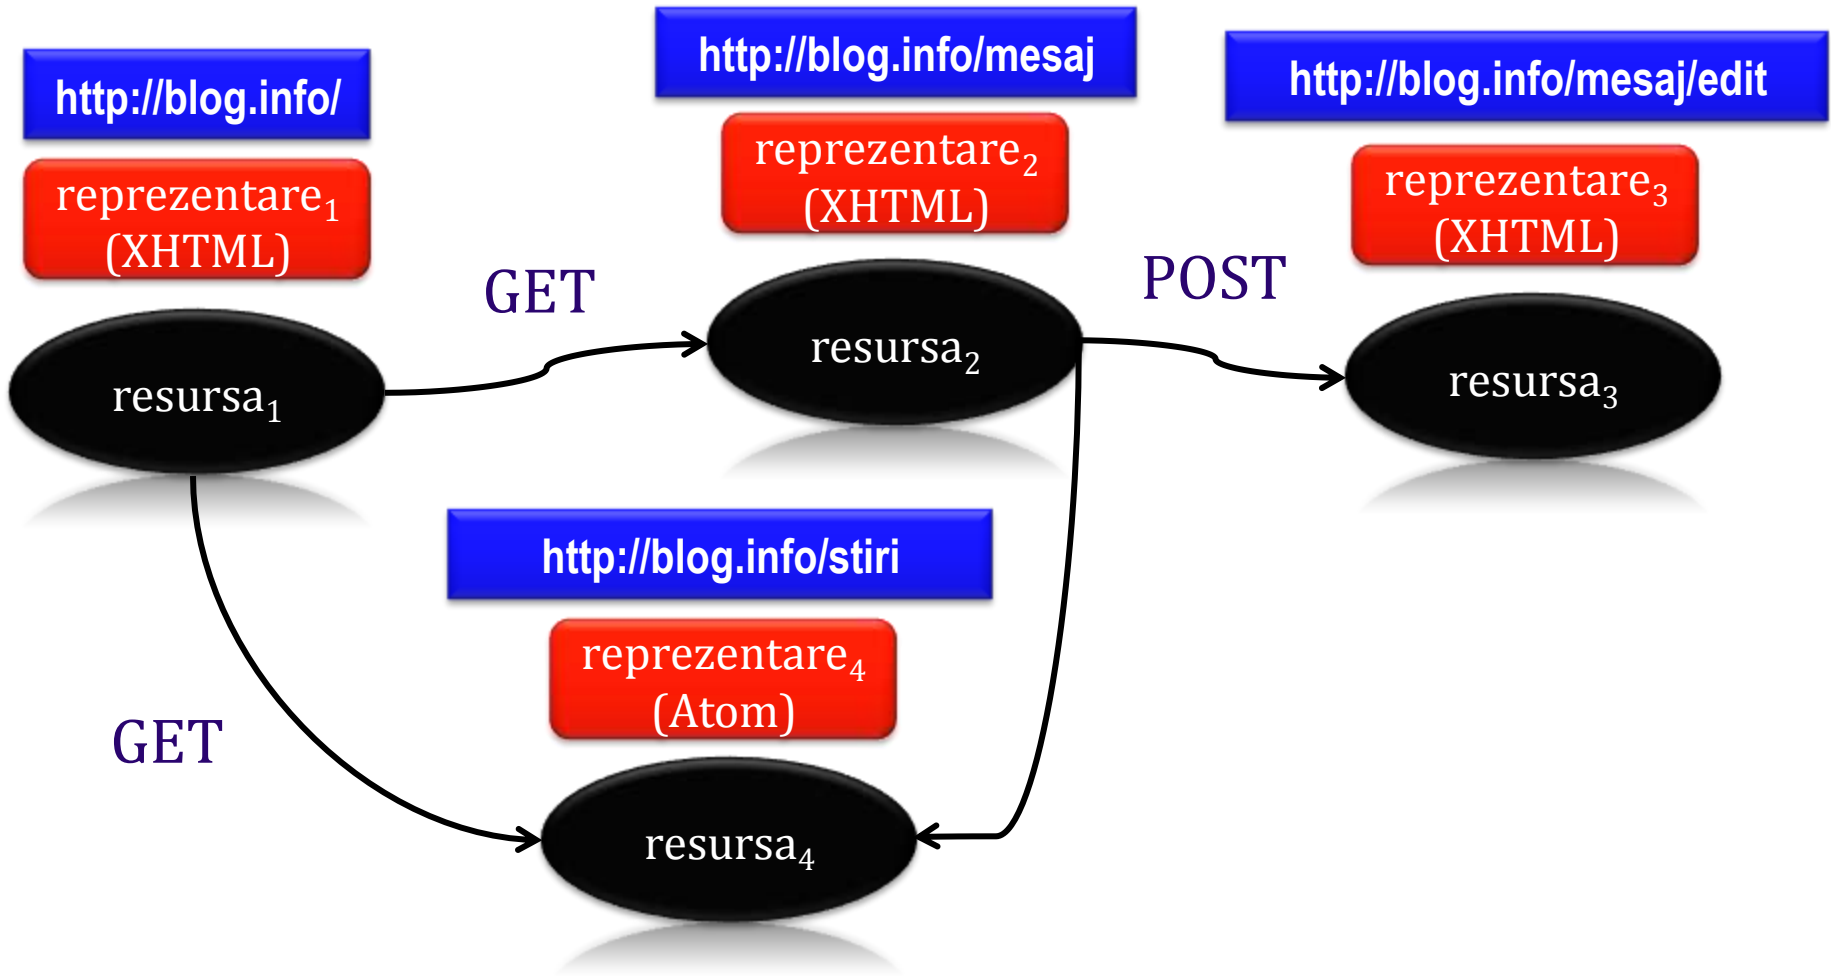 http://blog.info/
reprezentare₁
(XHTML)
resursa₁
GET
http://blog.info/mesaj
reprezentare₂
(XHTML)
resursa₂
POST
http://blog.info/mesaj/edit
reprezentare₃
(XHTML)
resursa₃
GET
http://blog.info/stiri
reprezentare₄
(Atom)
resursa₄